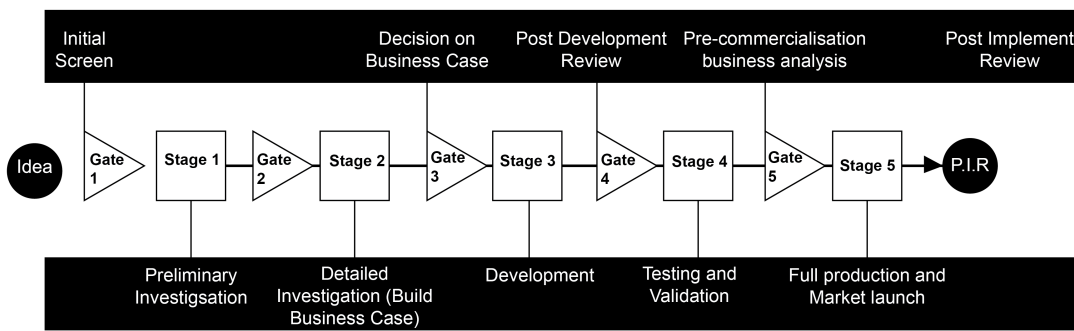 Initial
Screen
Decision on
Business Case
Post Development
Review
Pre-commercialisation
business analysis
Post Implement
Review
Idea
Gate
1
Stage 1
Gate
2
Stage 2
Gate
3
Stage 3
Gate
4
Stage 4
Gate
5
Stage 5
P.I.R
Preliminary
Investigsation
Detailed
Investigation (Build
Business Case)
Development
Testing and
Validation
Full production and
Market launch